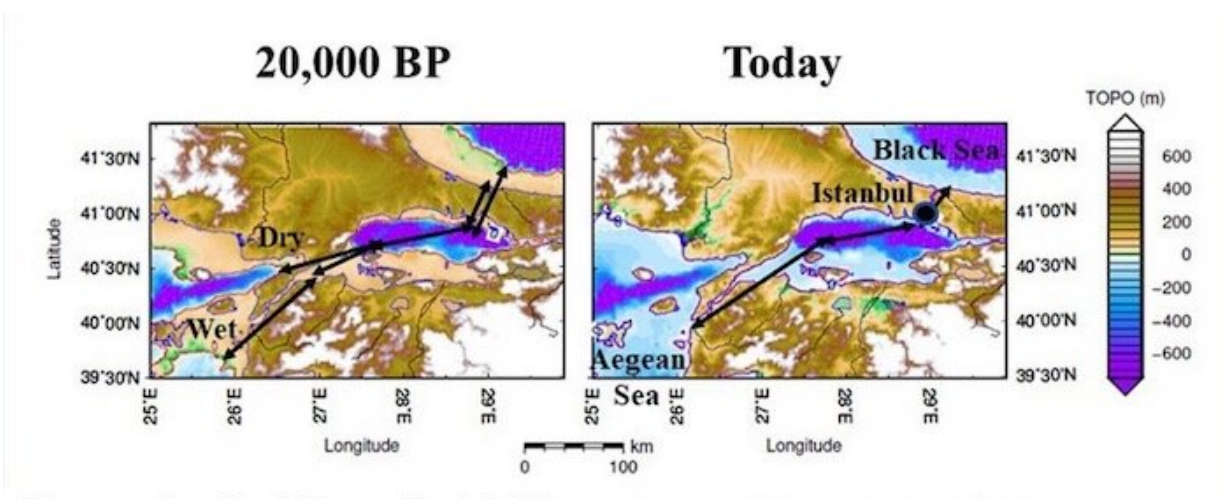 20,000 BP
Today
TOPO (m)
41°30'N
41°00'N
40°30'N
40°00'N
39°30'N
Latitude
Dry
Wet
25°E
26°E
27°E
28°E
29°E
Longitude
Black Sea
Istanbul
Aegean
Sea
41°30'N
41°00'N
40°30'N
40°00'N
39°30'N
25°E
26°E
27°E
28°E
29°E
Longitude
km
0 100
600
400
200
0
−200
−400
−600